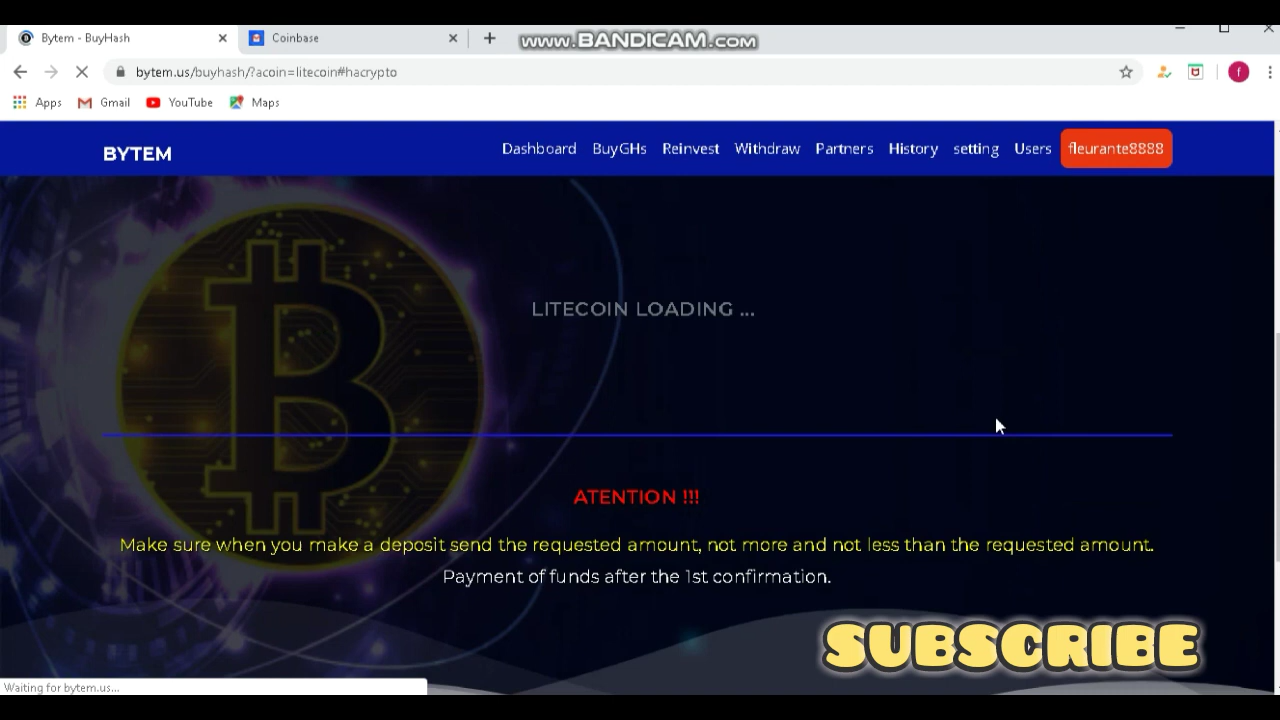 Bytem - BuyHash
Coinbase
www.BANDICAM.com
bytem.us/buyhash/?acoin=litecoin#hacrypto
f
Apps Gmail YouTube Maps
BYTEM
Dashboard BuyGHs Reinvest Withdraw Partners History setting Users fleurante8888
LITECOIN LOADING ...
ATENTION !!!
Make sure when you make a deposit send the requested amount, not more and not less than the requested amount.
Payment of funds after the 1st confirmation.
SUBSCRIBE
Waiting for bytem.us...